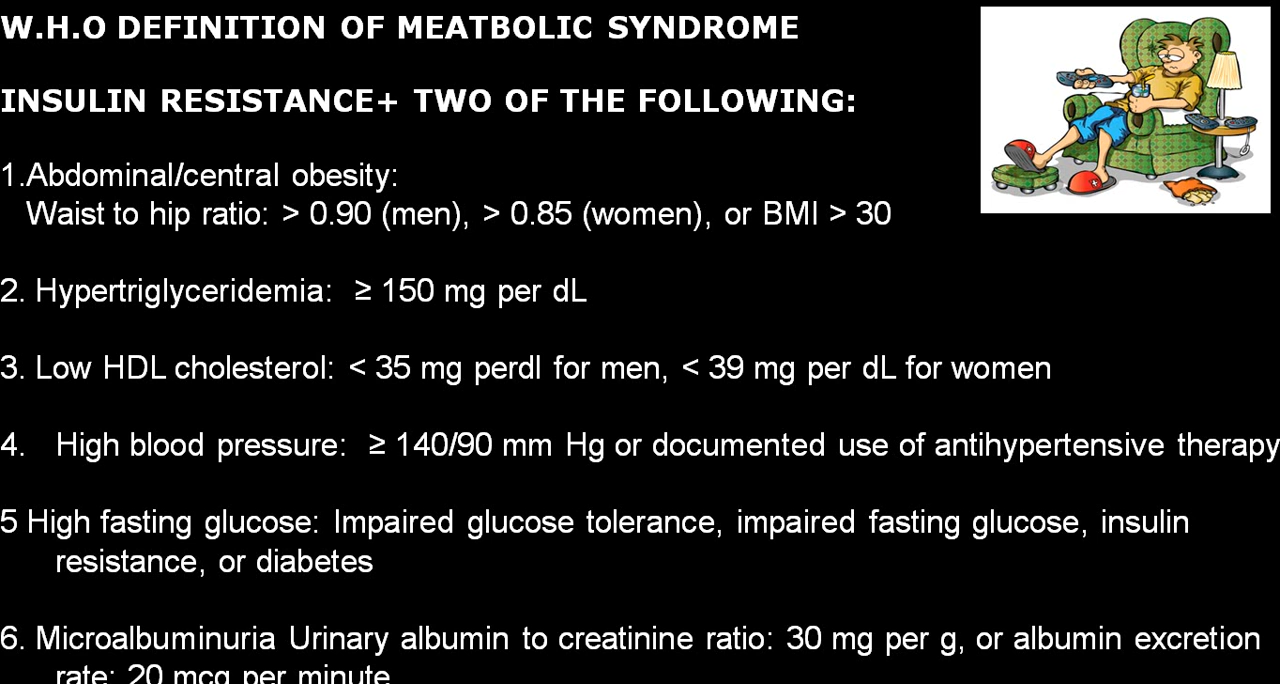 W.H.O DEFINITION OF MEATBOLIC SYNDROME
INSULIN RESISTANCE+ TWO OF THE FOLLOWING:
1.Abdominal/central obesity:
Waist to hip ratio: > 0.90 (men), > 0.85 (women), or BMI > 30
2. Hypertriglyceridemia: ≥ 150 mg per dL
3. Low HDL cholesterol: < 35 mg perdl for men, < 39 mg per dL for women
4. High blood pressure: ≥ 140/90 mm Hg or documented use of antihypertensive therapy
5 High fasting glucose: Impaired glucose tolerance, impaired fasting glucose, insulin
resistance, or diabetes
6. Microalbuminuria Urinary albumin to creatinine ratio: 30 mg per g, or albumin excretion
rate: 20 mcg per minute